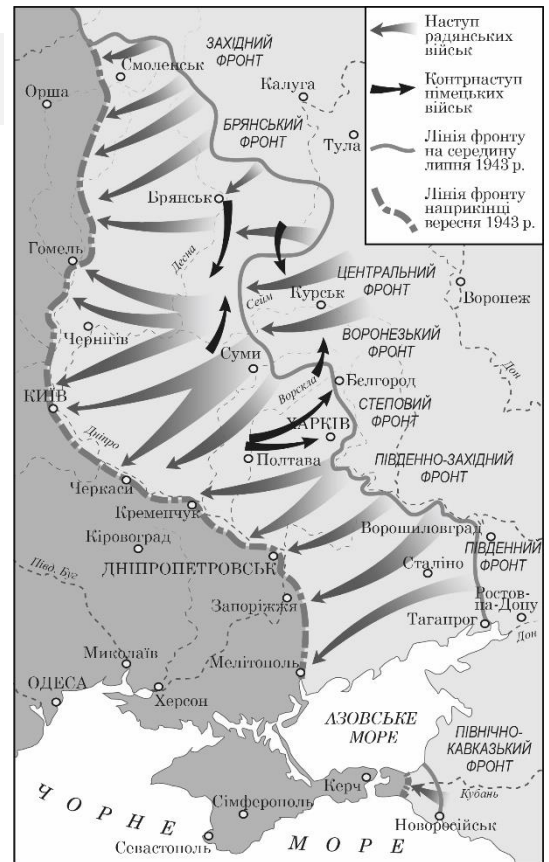 Наступ
радянських
військ
Контрнаступ
німецьких
військ
Лінія фронту
на середину
липня 1943 р.
Лінія фронту
наприкінці
вересня 1943 р.
ЗАХІДНИЙ
ФРОНТ
Смоленськ
Орша
Калуга
БРЯНСЬКИЙ
ФРОНТ
Тула
Брянськ
Гомель
Десна
ЦЕНТРАЛЬНИЙ
ФРОНТ
Сейм
Курськ
Воронеж
Чернігів
ВОРОНЕЗЬКИЙ
ФРОНТ
Дон
Суми
Ворскла
Белгород
КИЇВ
СТЕПОВИЙ
ФРОНТ
ХАРКІВ
Дніпро
Полтава
ПІВДЕННО-ЗАХІДНИЙ
ФРОНТ
Черкаси
Кременчук
Ворошиловград
Кіровоград
ПІВДЕННИЙ
ФРОНТ
ДНІПРОПЕТРОВСЬК
Сталіно
Півд. Буг
Запоріжжя
Ростов-
на-Дону
Таганрог
Дон
Миколаїв
Мелітополь
ОДЕСА
Херсон
АЗОВСЬКЕ
МОРЕ
ПІВНІЧНО-
КАВКАЗЬКИЙ
ФРОНТ
Керч
Кубань
Сімферополь
Новоросійськ
Севастополь
ЧОРНЕ МОРЕ